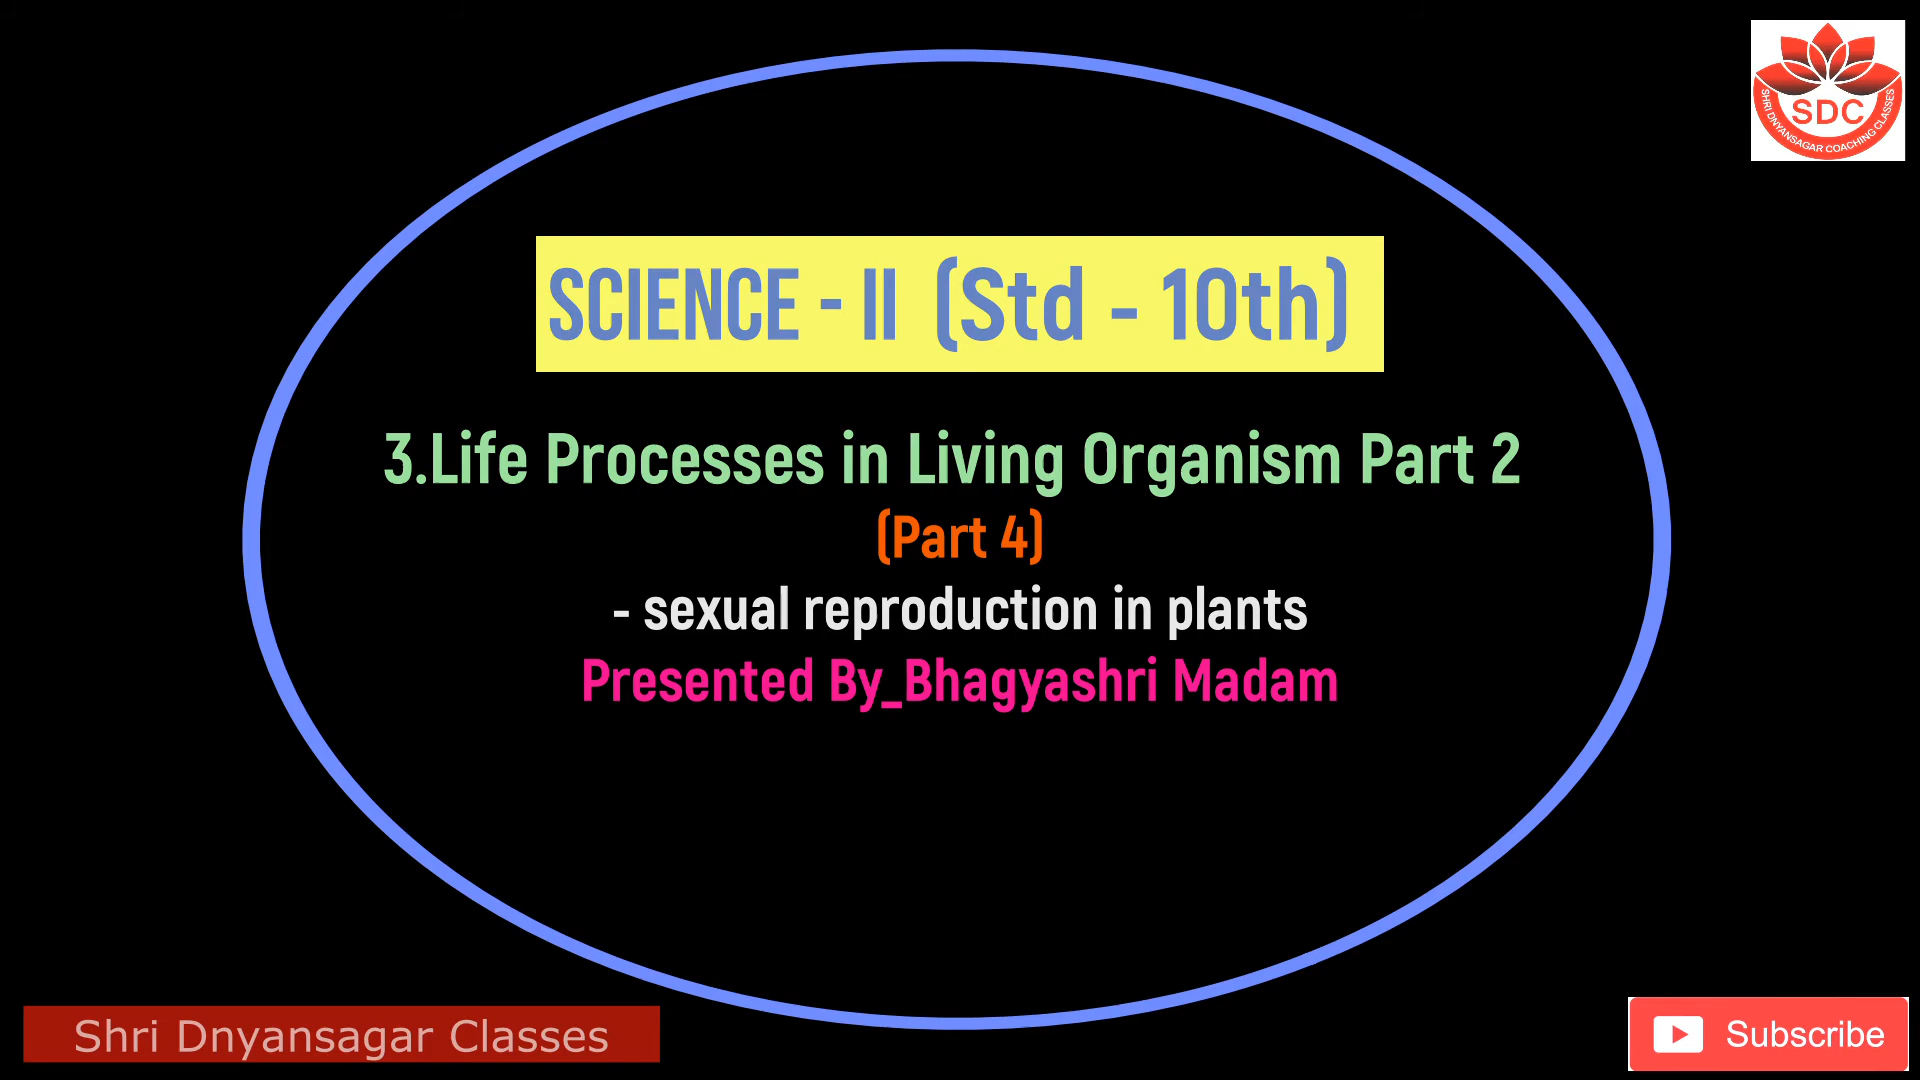 SDC
SHRI DNYANSAGAR COACHING CLASSES
SCIENCE - II (Std - 10th)
3.Life Processes in Living Organism Part 2
(Part 4)
- sexual reproduction in plants
Presented By_Bhagyashri Madam
Shri Dnyansagar Classes
Subscribe